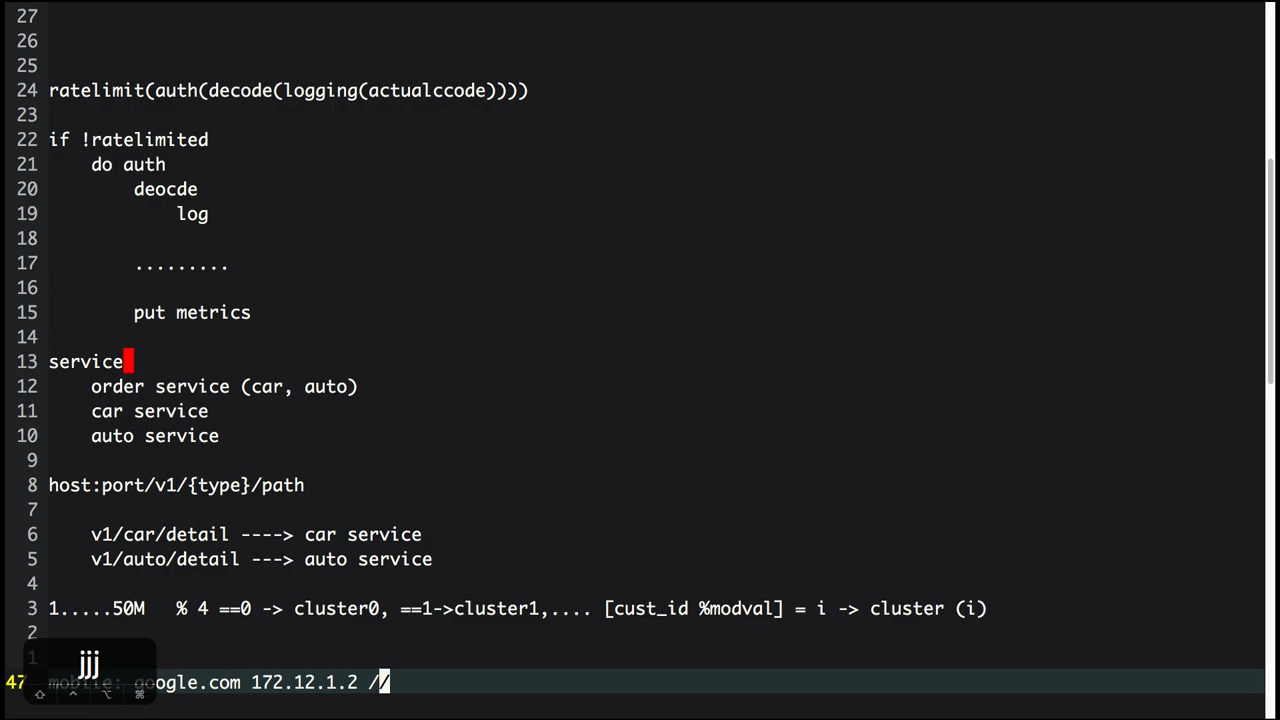 27
26
25
24 ratelimit(auth(decode(logging(actualccode))))
23
22 if !ratelimited
21 do auth
20 deocde
19 log
18
17 .........
16
15 put metrics
14
13 service
12 order service (car, auto)
11 car service
10 auto service
9
8 host:port/v1/{type}/path
7
6 v1/car/detail ----> car service
5 v1/auto/detail ---> auto service
4
3 1.....50M % 4 ==0 -> cluster0, ==1->cluster1,.... [cust_id %modval] = i -> cluster (i)
2
1
jjj
47 mobile: google.com 172.12.1.2 //
⇧ ⌃ ⌥ ⌘